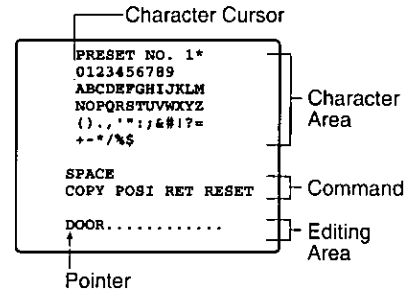 Character Cursor
PRESET NO. 1*
0123456789
ABCDEFGHIJKLM
NOPQRSTUVWXYZ
().,'":;&#!?=
+-*/%$
Character
Area
SPACE
COPY POSI RET RESET
Command
DOOR............
Editing
Area
Pointer